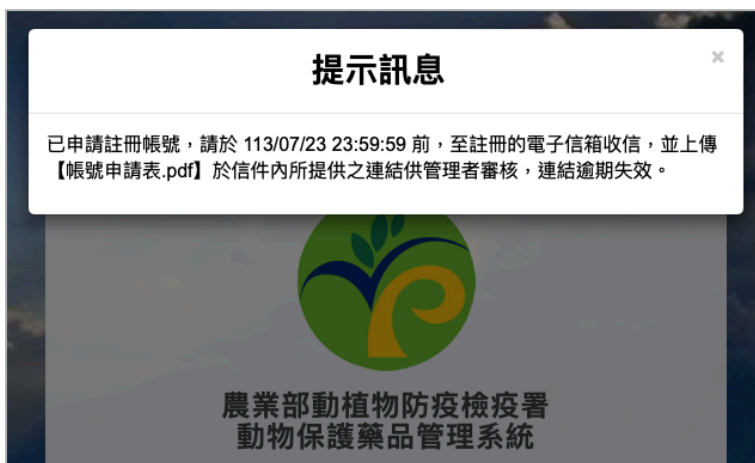 提示訊息
×
已申請註冊帳號，請於 113/07/23 23:59:59 前，至註冊的電子信箱收信，並上傳
【帳號申請表.pdf】於信件內所提供之連結供管理者審核，連結逾期失效。
農業部動植物防疫檢疫署
動物保護藥品管理系統